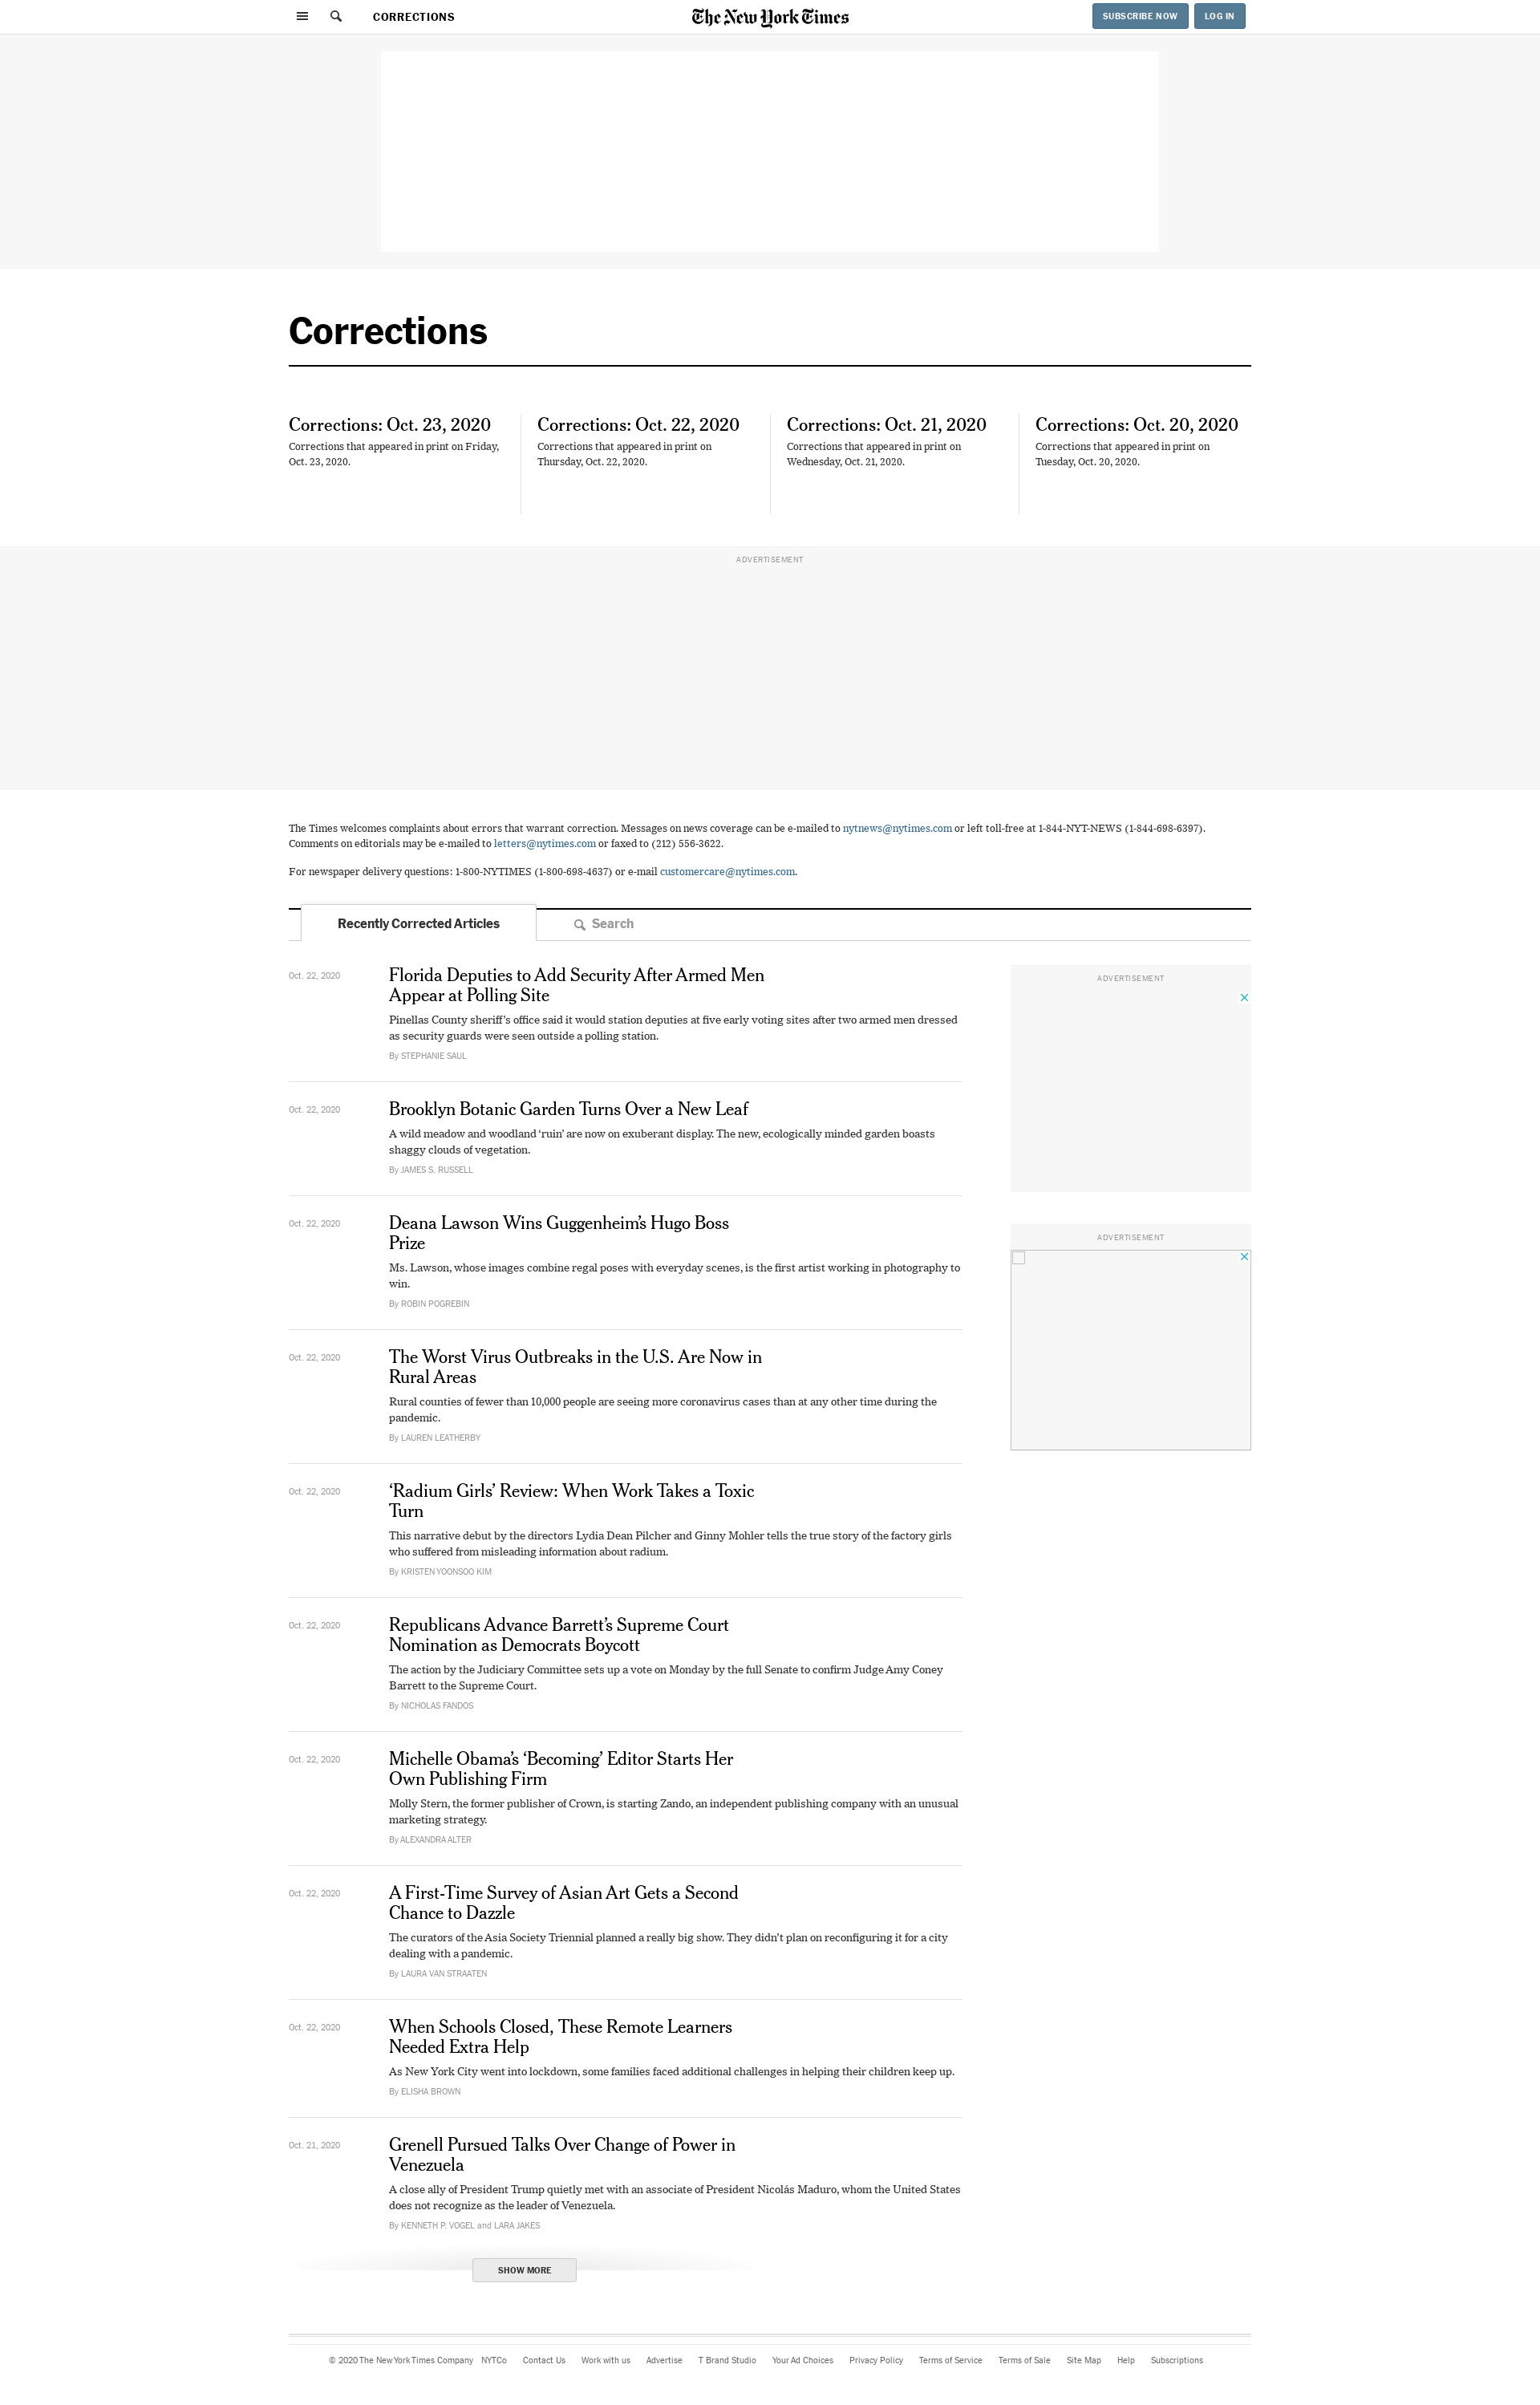 CORRECTIONS
The New York Times
SUBSCRIBE NOW
LOG IN
Corrections
Corrections: Oct. 23, 2020
Corrections that appeared in print on Friday,
Oct. 23, 2020.
Corrections: Oct. 22, 2020
Corrections that appeared in print on
Thursday, Oct. 22, 2020.
Corrections: Oct. 21, 2020
Corrections that appeared in print on
Wednesday, Oct. 21, 2020.
Corrections: Oct. 20, 2020
Corrections that appeared in print on
Tuesday, Oct. 20, 2020.
ADVERTISEMENT
The Times welcomes complaints about errors that warrant correction. Messages on news coverage can be e-mailed to nytnews@nytimes.com or left toll-free at 1-844-NYT-NEWS (1-844-698-6397).
Comments on editorials may be e-mailed to letters@nytimes.com or faxed to (212) 556-3622.
For newspaper delivery questions: 1-800-NYTIMES (1-800-698-4637) or e-mail customercare@nytimes.com.
Recently Corrected Articles
Search
Oct. 22, 2020
Florida Deputies to Add Security After Armed Men
Appear at Polling Site
Pinellas County sheriff’s office said it would station deputies at five early voting sites after two armed men dressed
as security guards were seen outside a polling station.
By STEPHANIE SAUL
Oct. 22, 2020
Brooklyn Botanic Garden Turns Over a New Leaf
A wild meadow and woodland ‘ruin’ are now on exuberant display. The new, ecologically minded garden boasts
shaggy clouds of vegetation.
By JAMES S. RUSSELL
Oct. 22, 2020
Deana Lawson Wins Guggenheim’s Hugo Boss
Prize
Ms. Lawson, whose images combine regal poses with everyday scenes, is the first artist working in photography to
win.
By ROBIN POGREBIN
Oct. 22, 2020
The Worst Virus Outbreaks in the U.S. Are Now in
Rural Areas
Rural counties of fewer than 10,000 people are seeing more coronavirus cases than at any other time during the
pandemic.
By LAUREN LEATHERBY
Oct. 22, 2020
‘Radium Girls’ Review: When Work Takes a Toxic
Turn
This narrative debut by the directors Lydia Dean Pilcher and Ginny Mohler tells the true story of the factory girls
who suffered from misleading information about radium.
By KRISTEN YOONSOO KIM
Oct. 22, 2020
Republicans Advance Barrett’s Supreme Court
Nomination as Democrats Boycott
The action by the Judiciary Committee sets up a vote on Monday by the full Senate to confirm Judge Amy Coney
Barrett to the Supreme Court.
By NICHOLAS FANDOS
Oct. 22, 2020
Michelle Obama’s ‘Becoming’ Editor Starts Her
Own Publishing Firm
Molly Stern, the former publisher of Crown, is starting Zando, an independent publishing company with an unusual
marketing strategy.
By ALEXANDRA ALTER
Oct. 22, 2020
A First-Time Survey of Asian Art Gets a Second
Chance to Dazzle
The curators of the Asia Society Triennial planned a really big show. They didn’t plan on reconfiguring it for a city
dealing with a pandemic.
By LAURA VAN STRAATEN
Oct. 22, 2020
When Schools Closed, These Remote Learners
Needed Extra Help
As New York City went into lockdown, some families faced additional challenges in helping their children keep up.
By ELISHA BROWN
Oct. 21, 2020
Grenell Pursued Talks Over Change of Power in
Venezuela
A close ally of President Trump quietly met with an associate of President Nicolás Maduro, whom the United States
does not recognize as the leader of Venezuela.
By KENNETH P. VOGEL and LARA JAKES
SHOW MORE
ADVERTISEMENT
ADVERTISEMENT
© 2020 The New York Times Company NYTCo Contact Us Work with us Advertise T Brand Studio Your Ad Choices Privacy Policy Terms of Service Terms of Sale Site Map Help Subscriptions